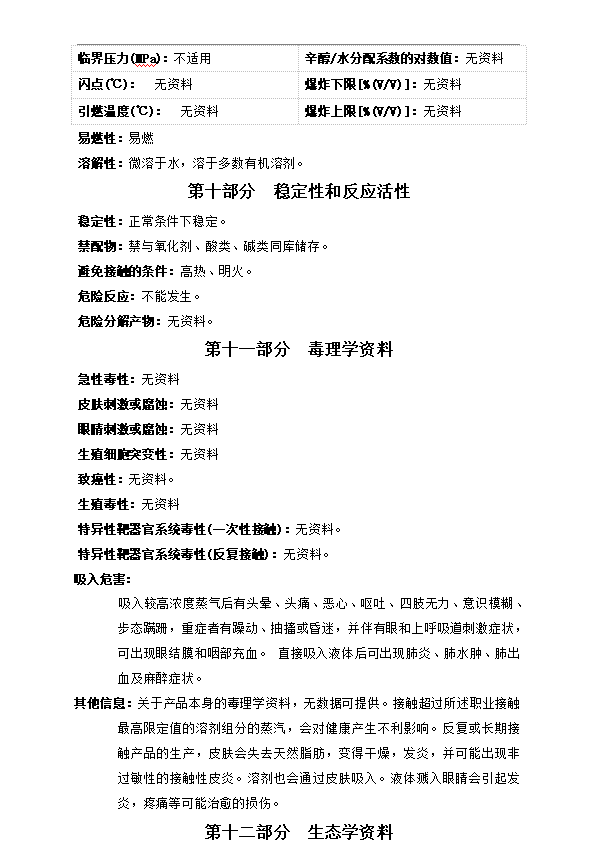 临界压力(MPa)：不适用 辛醇/水分配系数的对数值：无资料
闪点(℃)： 无资料 爆炸下限[%(V/V)]：无资料
引燃温度(℃)： 无资料 爆炸上限[%(V/V)]：无资料
易燃性：易燃
溶解性：微溶于水，溶于多数有机溶剂。
第十部分 稳定性和反应活性
稳定性：正常条件下稳定。
禁配物：禁与氧化剂、酸类、碱类同库储存。
避免接触的条件：高热、明火。
危险反应：不能发生。
危险分解产物：无资料。
第十一部分 毒理学资料
急性毒性：无资料
皮肤刺激或腐蚀：无资料
眼睛刺激或腐蚀：无资料
生殖细胞突变性：无资料
致癌性：无资料。
生殖毒性：无资料
特异性靶器官系统毒性(一次性接触)：无资料。
特异性靶器官系统毒性(反复接触)：无资料。
吸入危害：
吸入较高浓度蒸气后有头晕、头痛、恶心、呕吐、四肢无力、意识模糊、
步态蹒跚，重症者有躁动、抽搐或昏迷，并伴有眼和上呼吸道刺激症状，
可出现眼结膜和咽部充血。 直接吸入液体后可出现肺炎、肺水肿、肺出
血及麻醉症状。
其他信息：关于产品本身的毒理学资料，无数据可提供。接触超过所述职业接触
最高限定值的溶剂组分的蒸汽，会对健康产生不利影响。反复或长期接
触产品的生产，皮肤会失去天然脂肪，变得干燥，发炎，并可能出现非
过敏性的接触性皮炎。溶剂也会通过皮肤吸入。液体溅入眼睛会引起发
炎，疼痛等可能治愈的损伤。
第十二部分 生态学资料